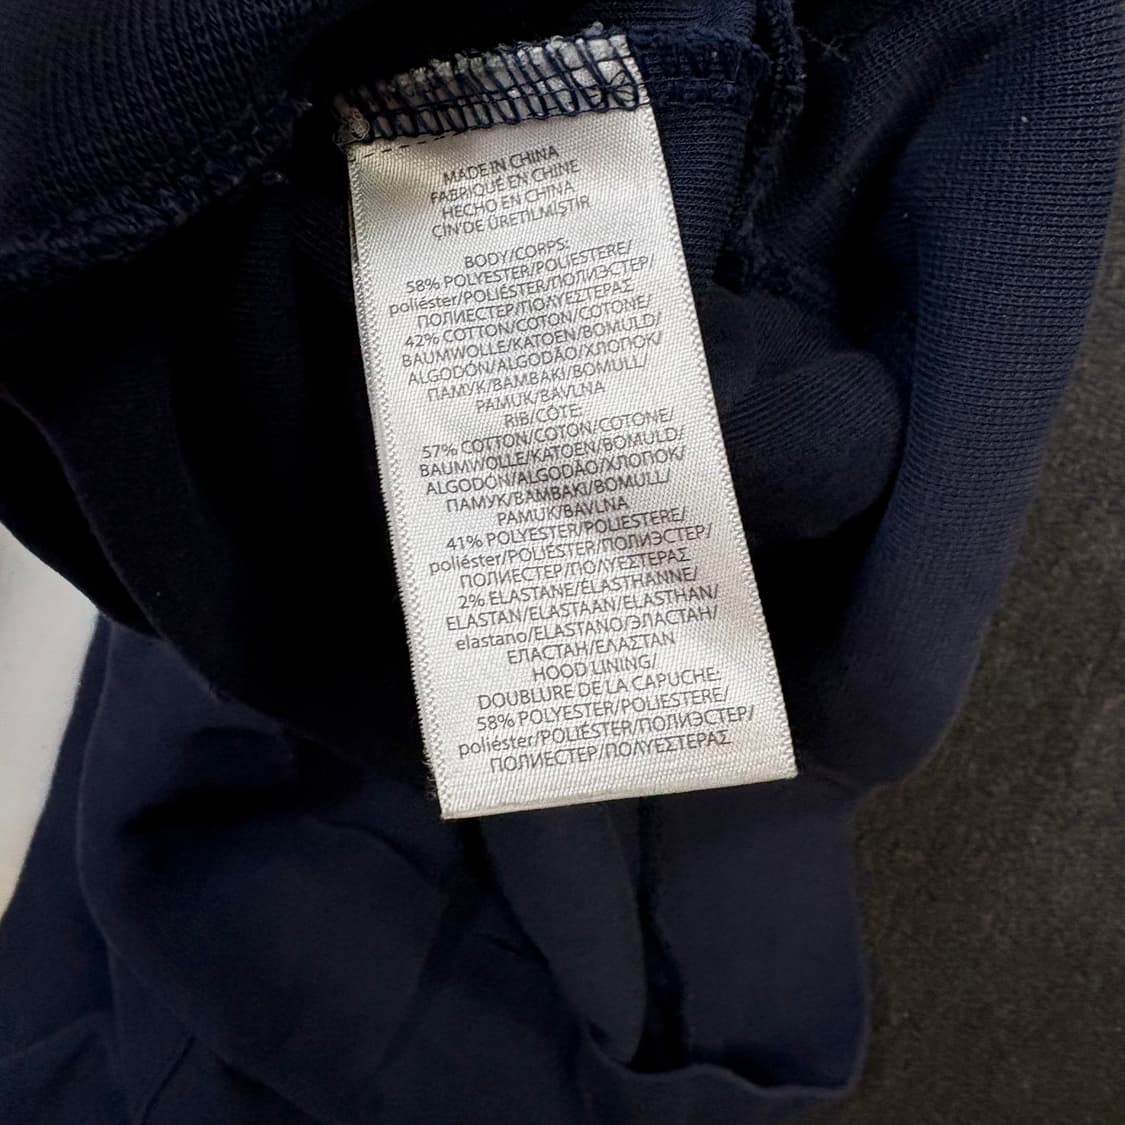 MADE IN CHINA
FABRIQUÉ EN CHINE
HECHO EN CHINA
ÇİN'DE ÜRETİLMİŞTİR
BODY/CORPS:
58% POLYESTER/POLIESTERE/
poliéster/POLIÉSTER/ПОЛИЭСТЕР/
ПОЛИЕСТЕР/ΠΟΛΥΕΣΤΕΡΑΣ
42% COTTON/COTON/COTONE/
BAUMWOLLE/KATOEN/BOMULD/
ALGODÓN/ALGODÃO/ХЛОПОК/
ПАМУК/ΒΑΜΒΑΚΙ/BOMULL/
PAMUK/BAVLNA
RIB/CÔTE:
57% COTTON/COTON/COTONE/
BAUMWOLLE/KATOEN/BOMULD/
ALGODÓN/ALGODÃO/ХЛОПОК/
ПАМУК/ΒΑΜΒΑΚΙ/BOMULL/
PAMUK/BAVLNA
41% POLYESTER/POLIESTERE/
poliéster/POLIÉSTER/ПОЛИЭСТЕР/
ПОЛИЕСТЕР/ΠΟΛΥΕΣΤΕΡΑΣ
2% ELASTANE/ÉLASTHANNE/
ELASTAN/ELASTAAN/ELASTHAN/
elastano/ELASTANO/ЭЛАСТАН/
ЕЛАСТАН/ΕΛΑΣΤΑΝ
HOOD LINING/
DOUBLURE DE LA CAPUCHE:
58% POLYESTER/POLIESTERE/
poliéster/POLIÉSTER/ПОЛИЭСТЕР/
ПОЛИЕСТЕР/ΠΟΛΥΕΣΤΕΡΑΣ